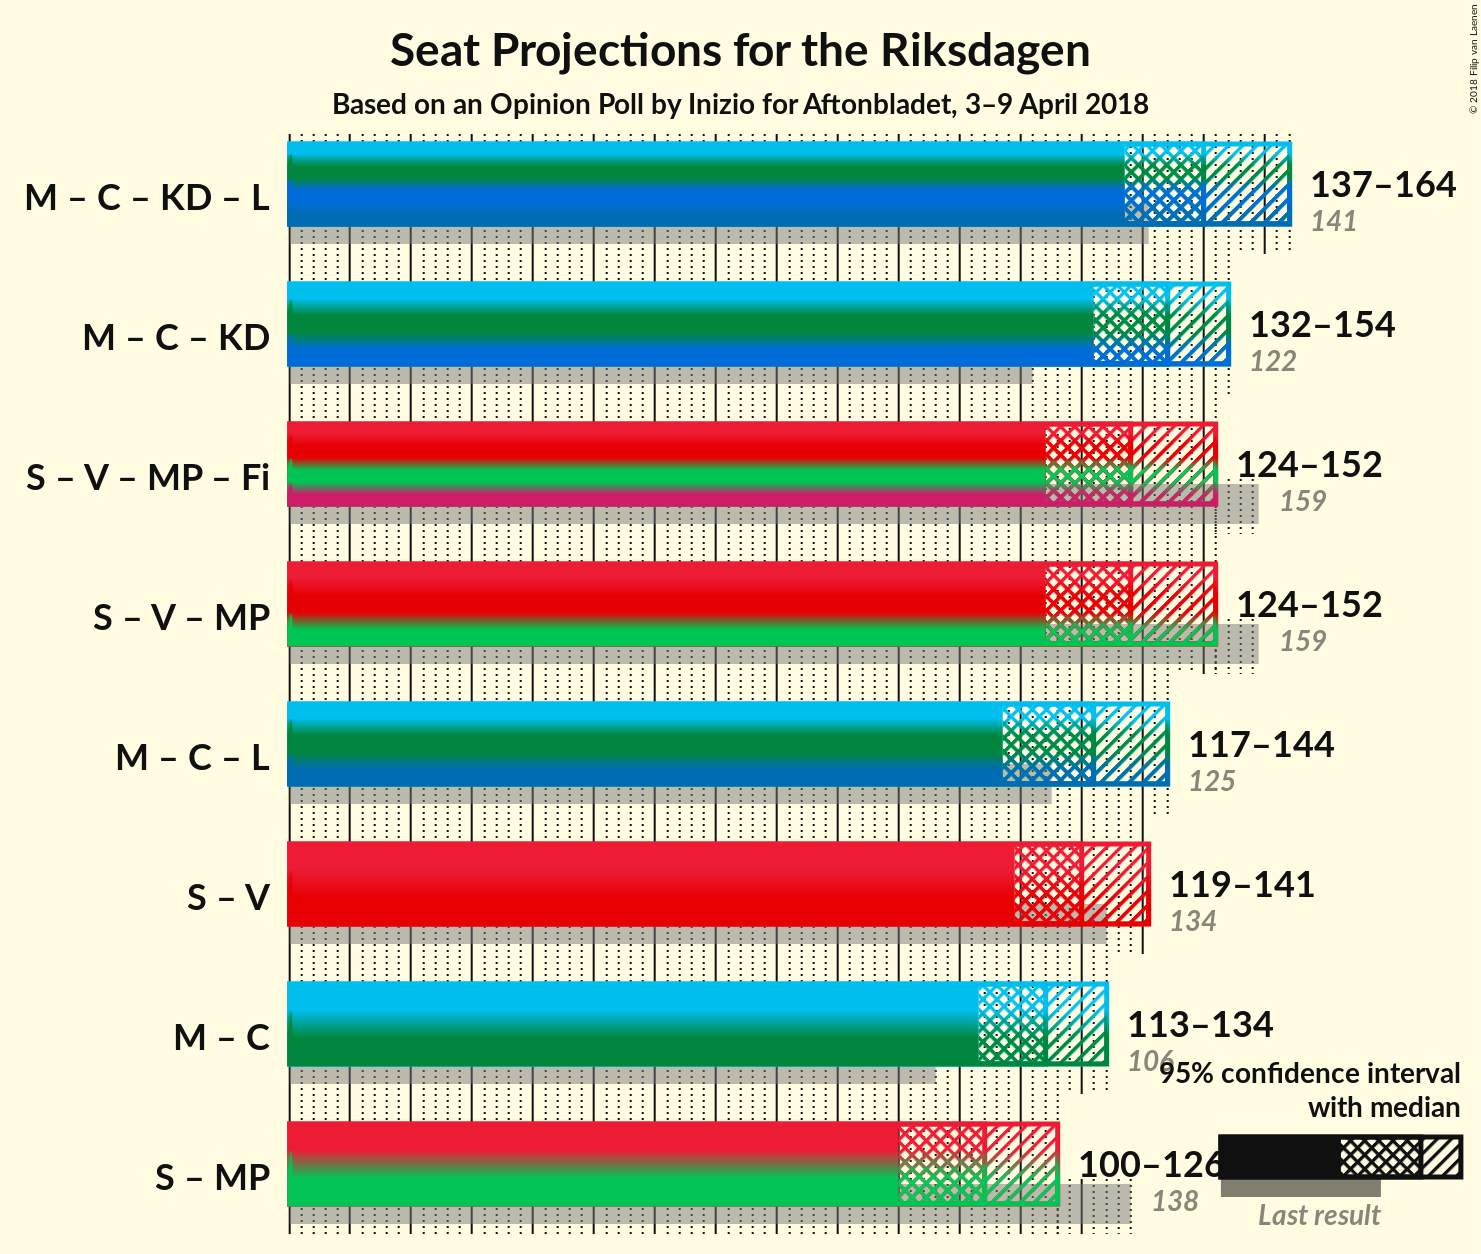 Seat Projections for the Riksdagen
Based on an Opinion Poll by Inizio for Aftonbladet, 3–9 April 2018
© 2018 Filip van Laenen
M – C – KD – L
137–164
141
M – C – KD
132–154
122
S – V – MP – Fi
124–152
159
S – V – MP
124–152
159
M – C – L
117–144
125
S – V
119–141
134
M – C
113–134
106
S – MP
100–126
138
95% confidence interval
with median
Last result